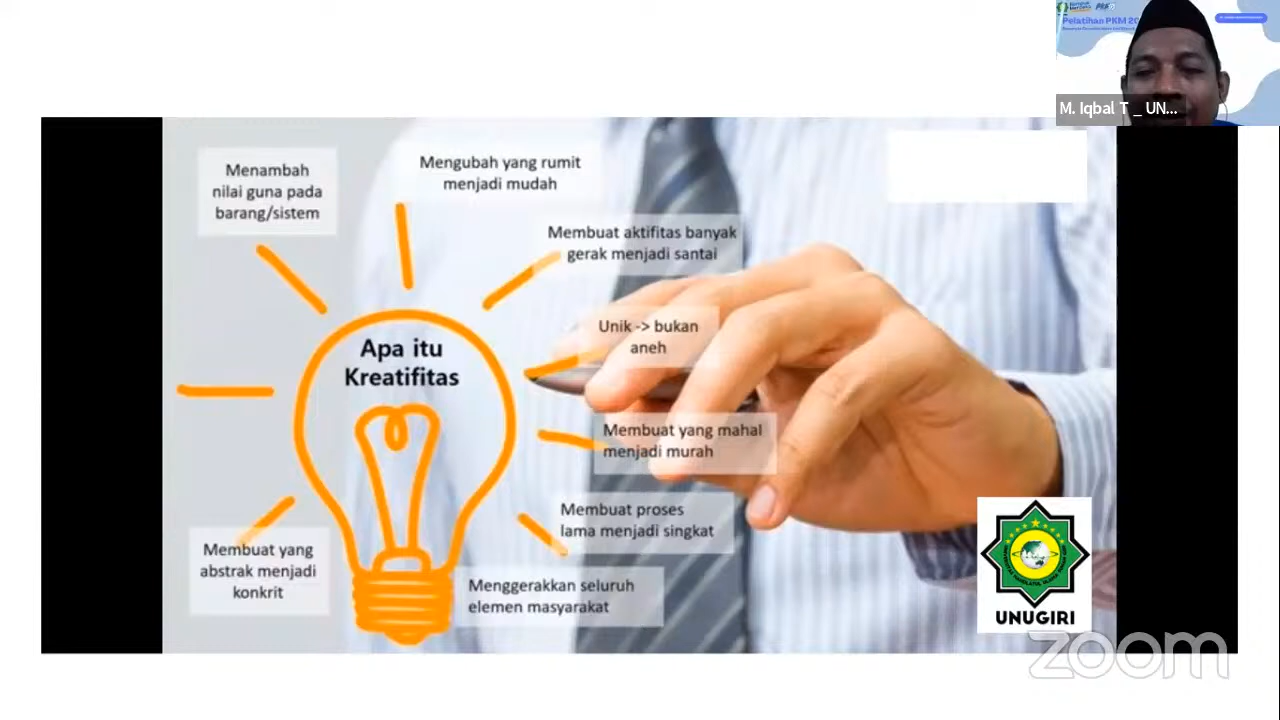 Pelatihan PKM 20
M. Iqbal T _ UN...
Menambah
nilai guna pada
barang/sistem
Mengubah yang rumit
menjadi mudah
Membuat aktifitas banyak
gerak menjadi santai
Unik -> bukan
aneh
Apa itu
Kreatifitas
Membuat yang mahal
menjadi murah
Membuat proses
lama menjadi singkat
Membuat yang
abstrak menjadi
konkrit
Menggerakkan seluruh
elemen masyarakat
UNUGIRI
zoom